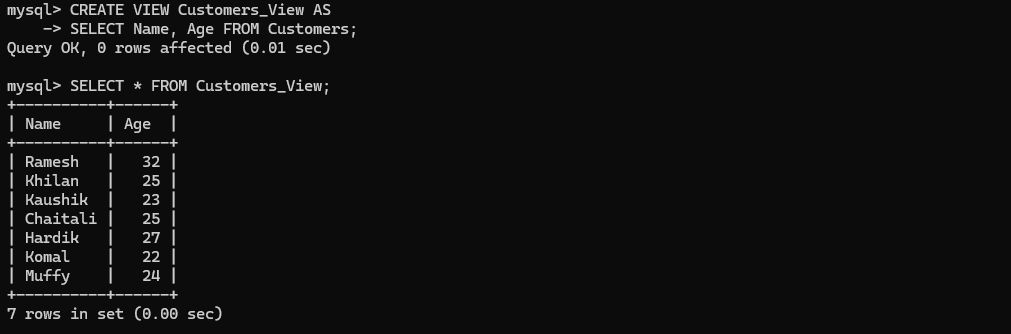 mysql> CREATE VIEW Customers_View AS
    -> SELECT Name, Age FROM Customers;
Query OK, 0 rows affected (0.01 sec)

mysql> SELECT * FROM Customers_View;
+----------+------+
| Name     | Age  |
+----------+------+
| Ramesh   |   32 |
| Khilan   |   25 |
| Kaushik  |   23 |
| Chaitali |   25 |
| Hardik   |   27 |
| Komal    |   22 |
| Muffy    |   24 |
+----------+------+
7 rows in set (0.00 sec)